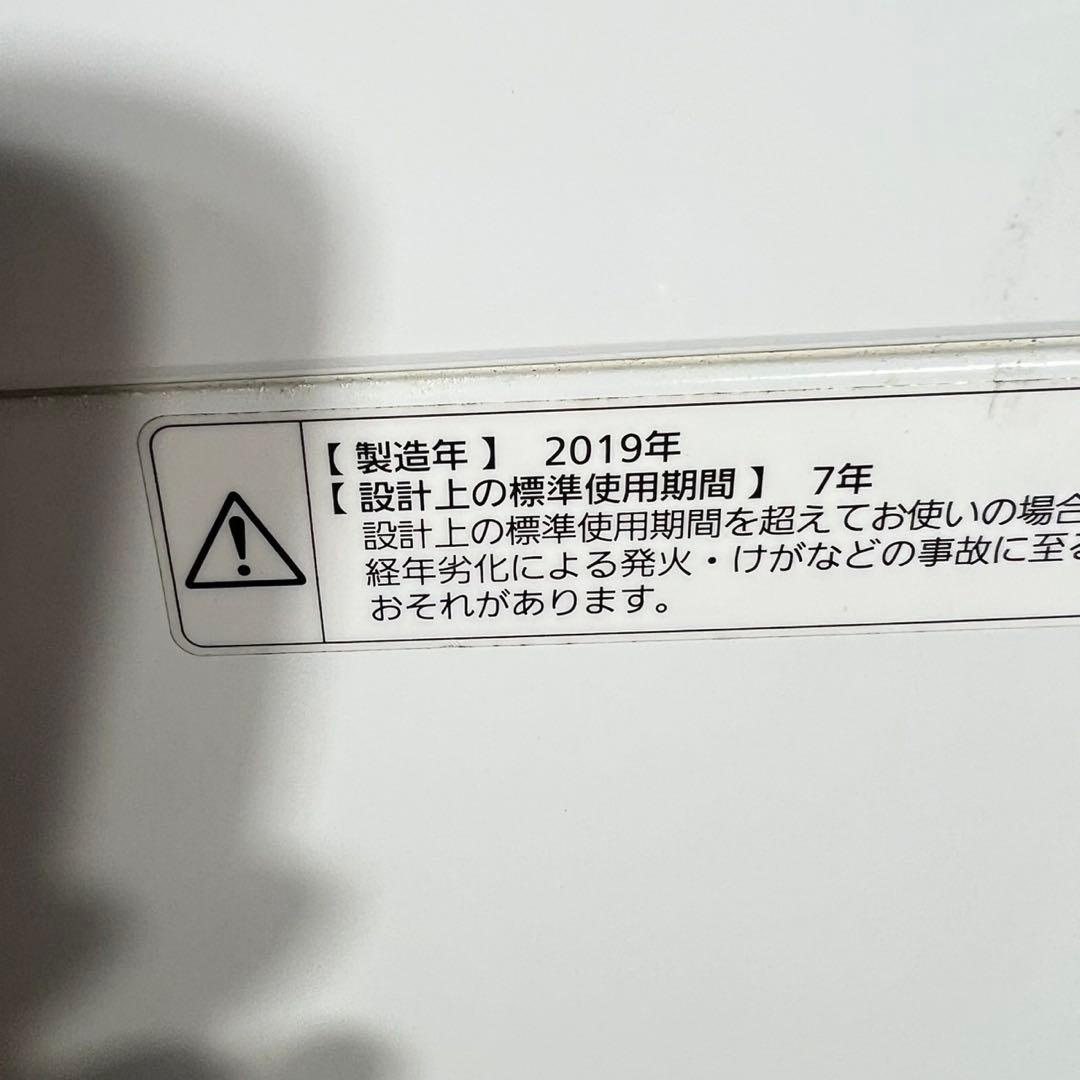 【 製造年 】 2019年
【 設計上の標準使用期間 】 7年
設計上の標準使用期間を超えてお使いの場合
経年劣化による発火・けがなどの事故に至る
おそれがあります。